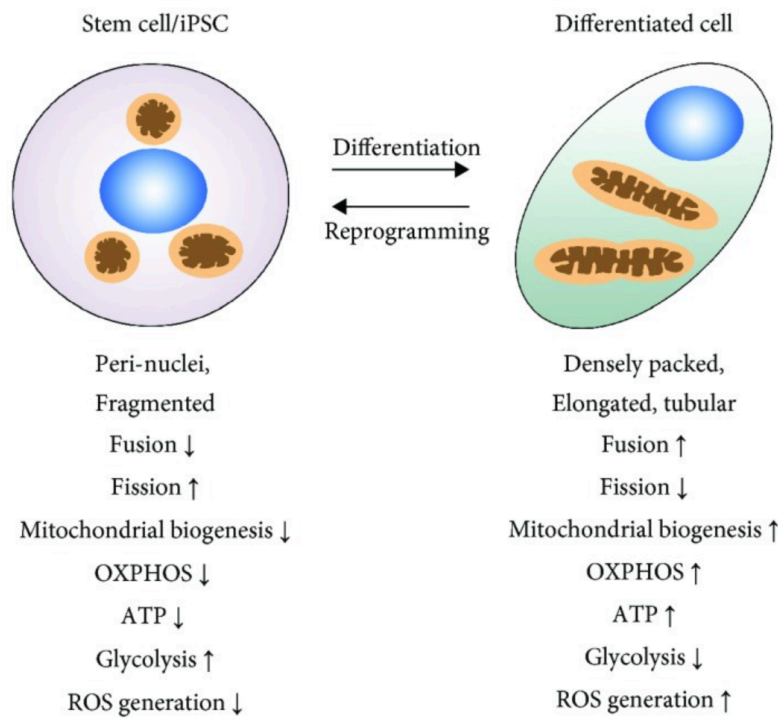 Stem cell/iPSC
Differentiated cell
Differentiation
Reprogramming
Peri-nuclei,
Fragmented
Fusion ↓
Fission ↑
Mitochondrial biogenesis ↓
OXPHOS ↓
ATP ↓
Glycolysis ↑
ROS generation ↓
Densely packed,
Elongated, tubular
Fusion ↑
Fission ↓
Mitochondrial biogenesis ↑
OXPHOS ↑
ATP ↑
Glycolysis ↓
ROS generation ↑